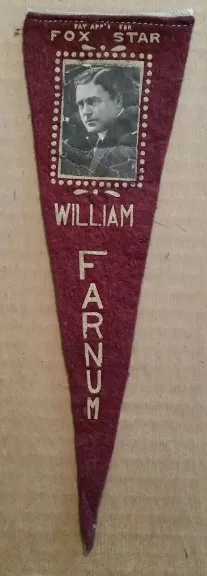 PAT APP'D FOR
FOX STAR
WILLIAM
FARNUM